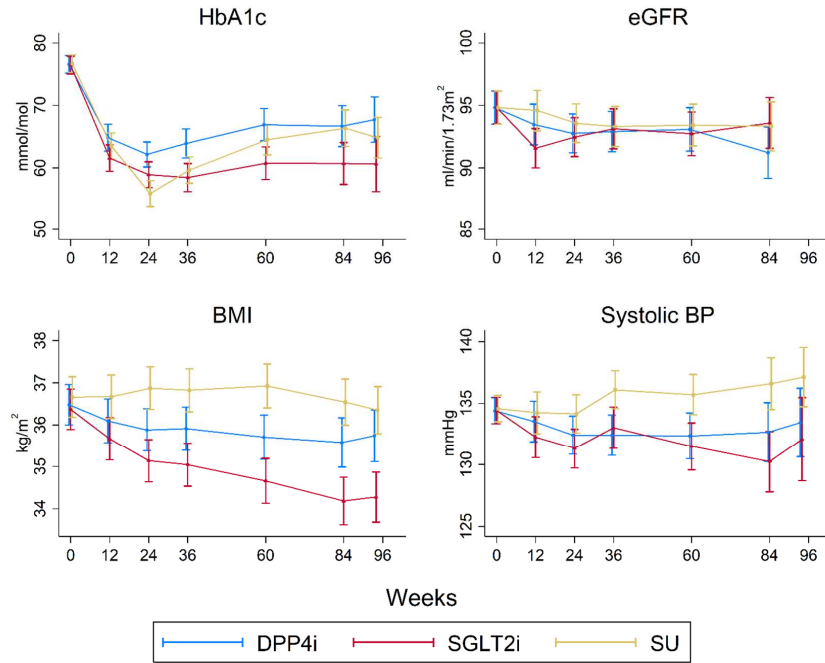 HbA1c
mmol/mol
80
70
60
50
0 12 24 36 60 84 96
eGFR
ml/min/1.73m²
100
95
90
85
0 12 24 36 60 84 96
BMI
kg/m²
38
37
36
35
34
0 12 24 36 60 84 96
Systolic BP
mmHg
140
135
130
125
0 12 24 36 60 84 96
Weeks
DPP4i SGLT2i SU